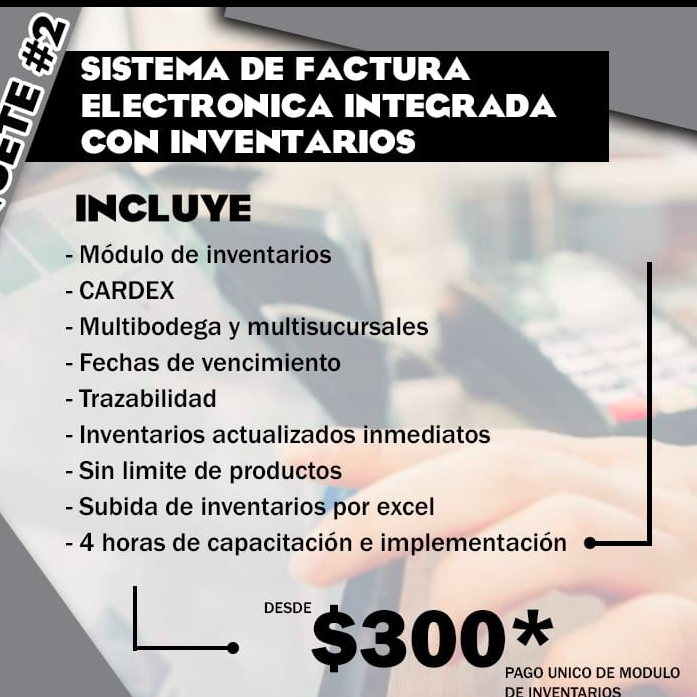 #2
SISTEMA DE FACTURA
ELECTRONICA INTEGRADA
CON INVENTARIOS
INCLUYE
- Módulo de inventarios
- CARDEX
- Multibodega y multisucursales
- Fechas de vencimiento
- Trazabilidad
- Inventarios actualizados inmediatos
- Sin limite de productos
- Subida de inventarios por excel
- 4 horas de capacitación e implementación
DESDE
$300*
PAGO UNICO DE MODULO
DE INVENTARIOS